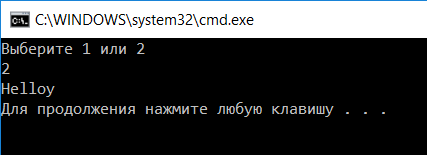 C:\WINDOWS\system32\cmd.exe
Выберите 1 или 2
2
Helloy
Для продолжения нажмите любую клавишу . . .